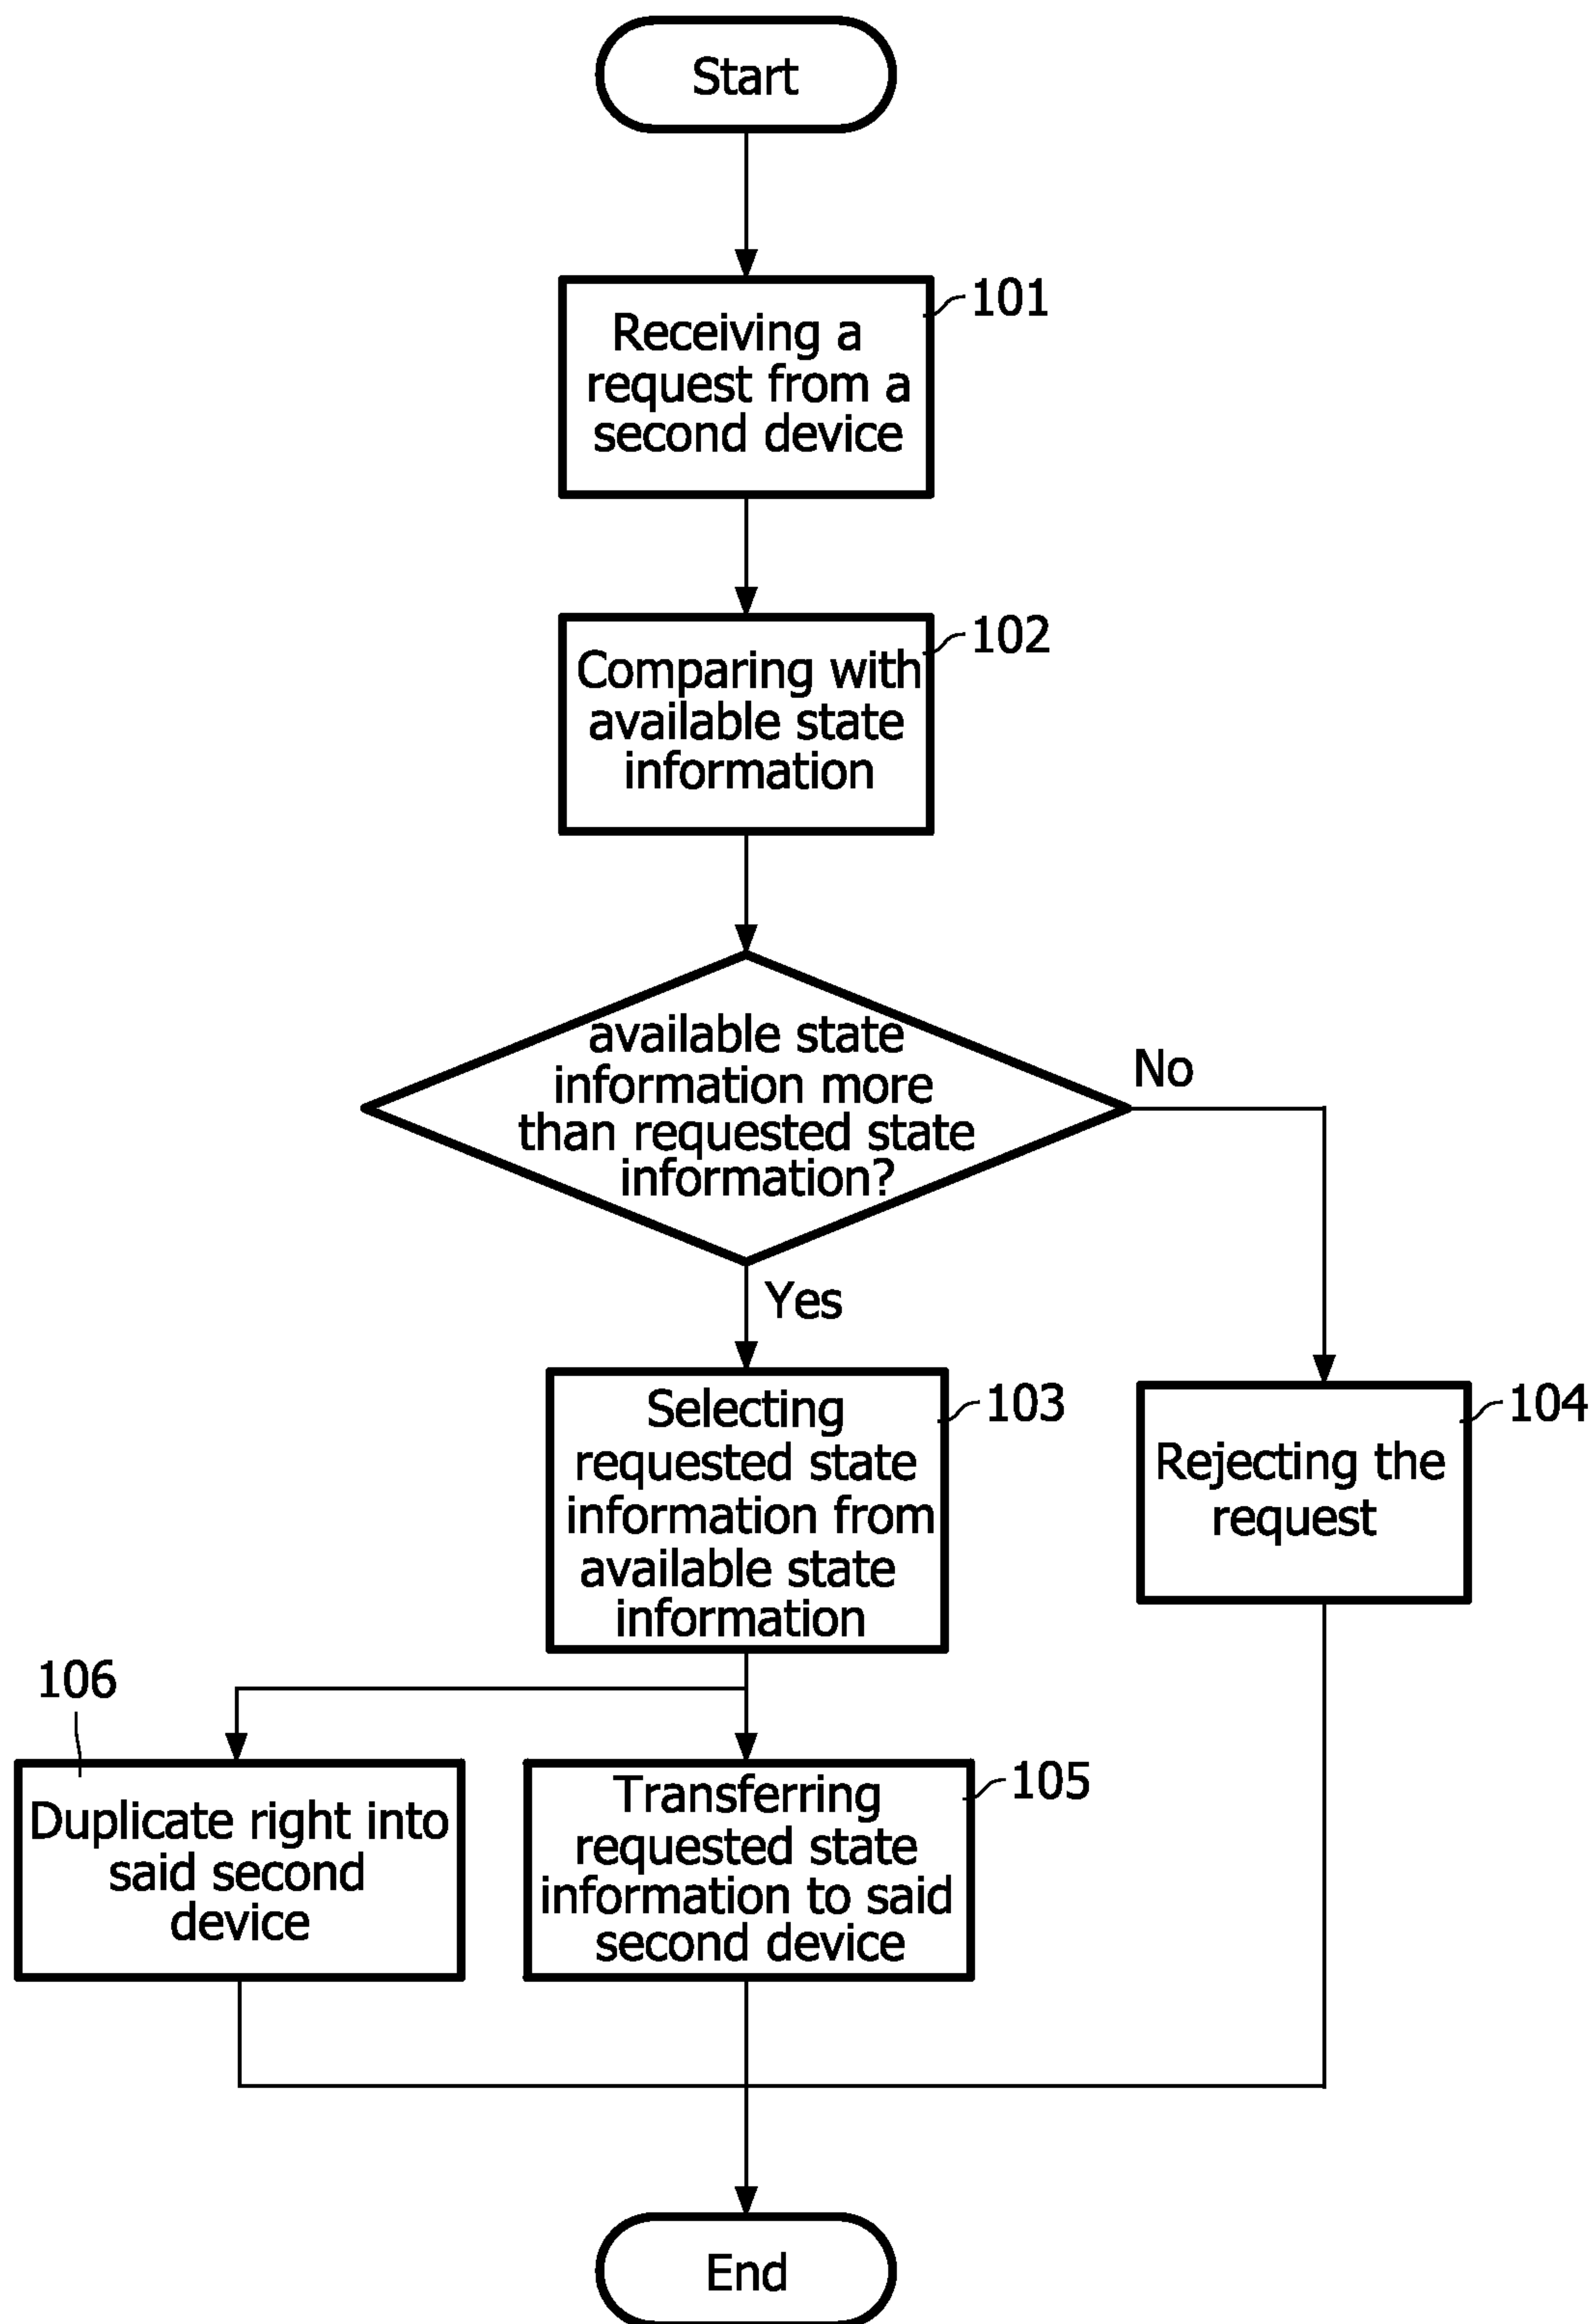 Start
101
Receiving a
request from a
second device
102
Comparing with
available state
information
available state
information more
than requested state
information?
No
Yes
103
Selecting
requested state
information from
available state
information
104
Rejecting the
request
106
Duplicate right into
said second
device
105
Transferring
requested state
information to said
second device
End